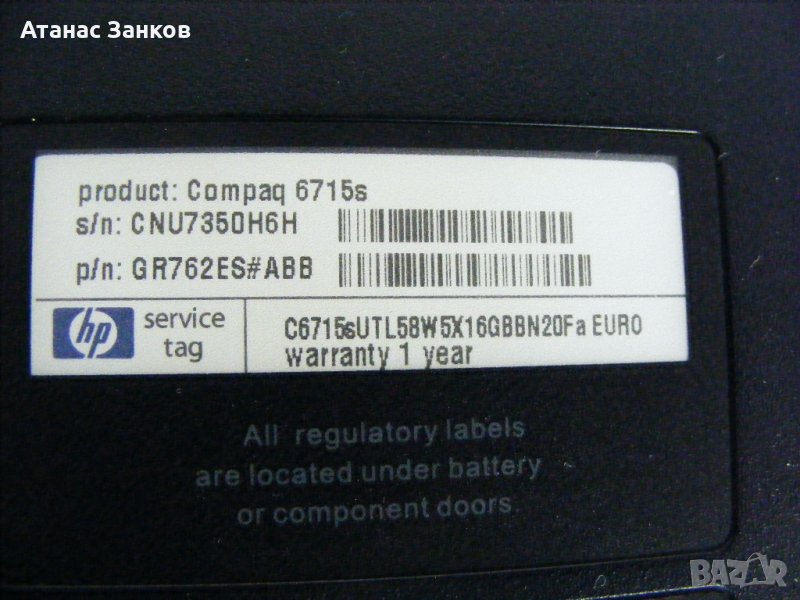 Атанас Занков
product: Compaq 6715s
s/n: CNU7350H6H
p/n: GR762ES#ABB
hp
service
tag
C6715sUTL58W5X16GBBN20Fa EURO
warranty 1 year
All regulatory labels
are located under battery
or component doors.
BAZAR